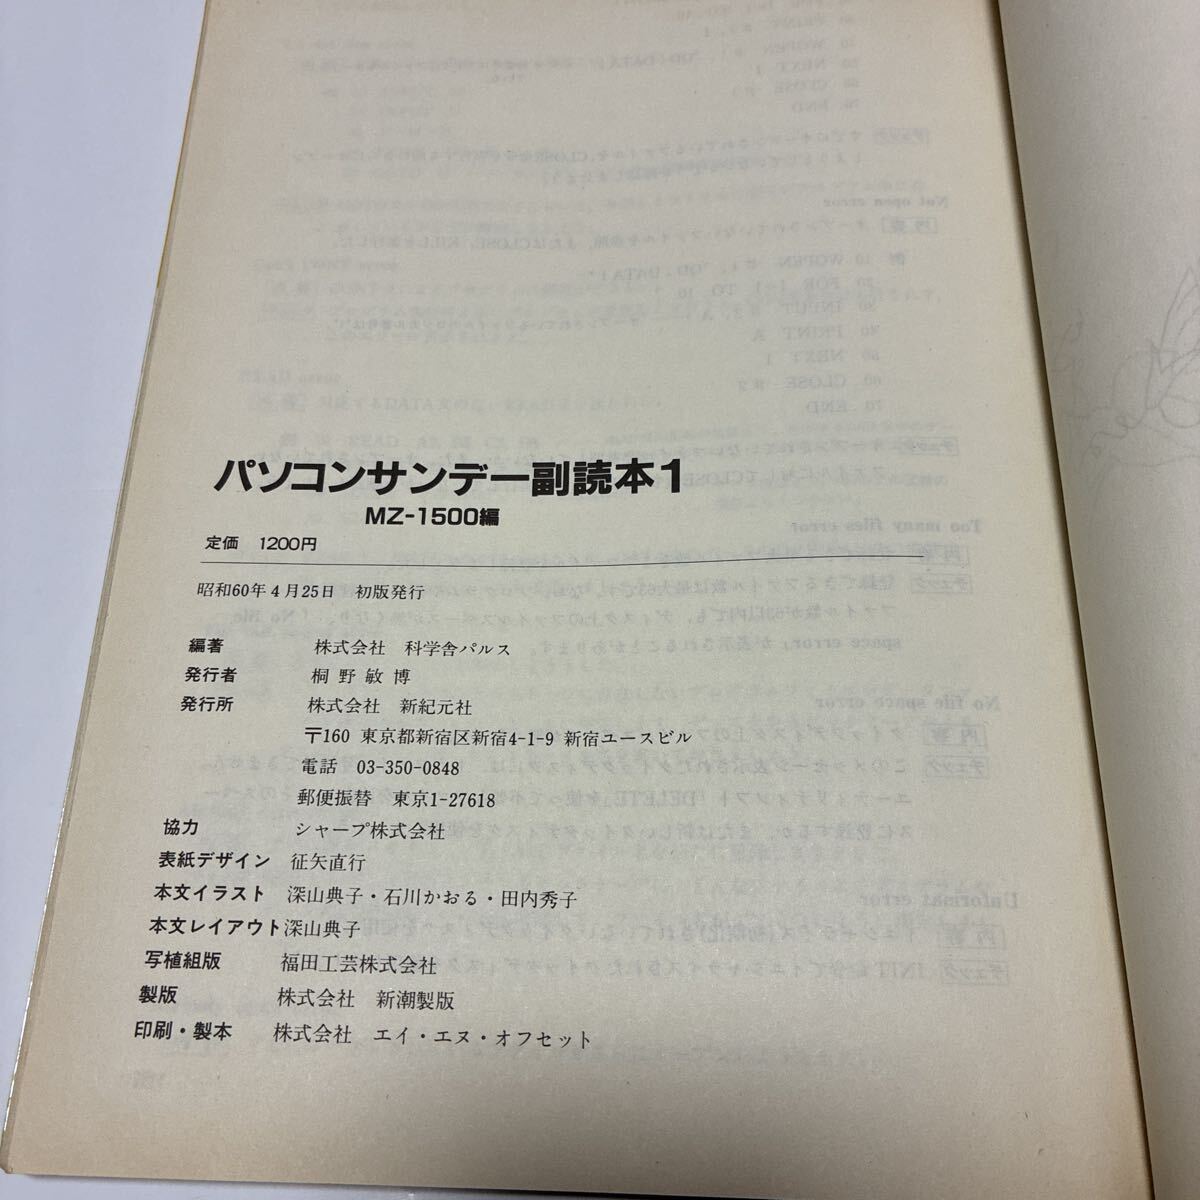 パソコンサンデー副読本1
MZ-1500編
定価 1200円
昭和60年4月25日 初版発行
編著 株式会社 科学舎パルス
発行者 桐野敏博
発行所 株式会社 新紀元社
〒160 東京都新宿区新宿4-1-9 新宿ユースビル
電話 03-350-0848
郵便振替 東京1-27618
協力 シャープ株式会社
表紙デザイン 征矢直行
本文イラスト 深山典子・石川かおる・田内秀子
本文レイアウト 深山典子
写植組版 福田工芸株式会社
製版 株式会社 新潮製版
印刷・製本 株式会社 エイ・エヌ・オフセット